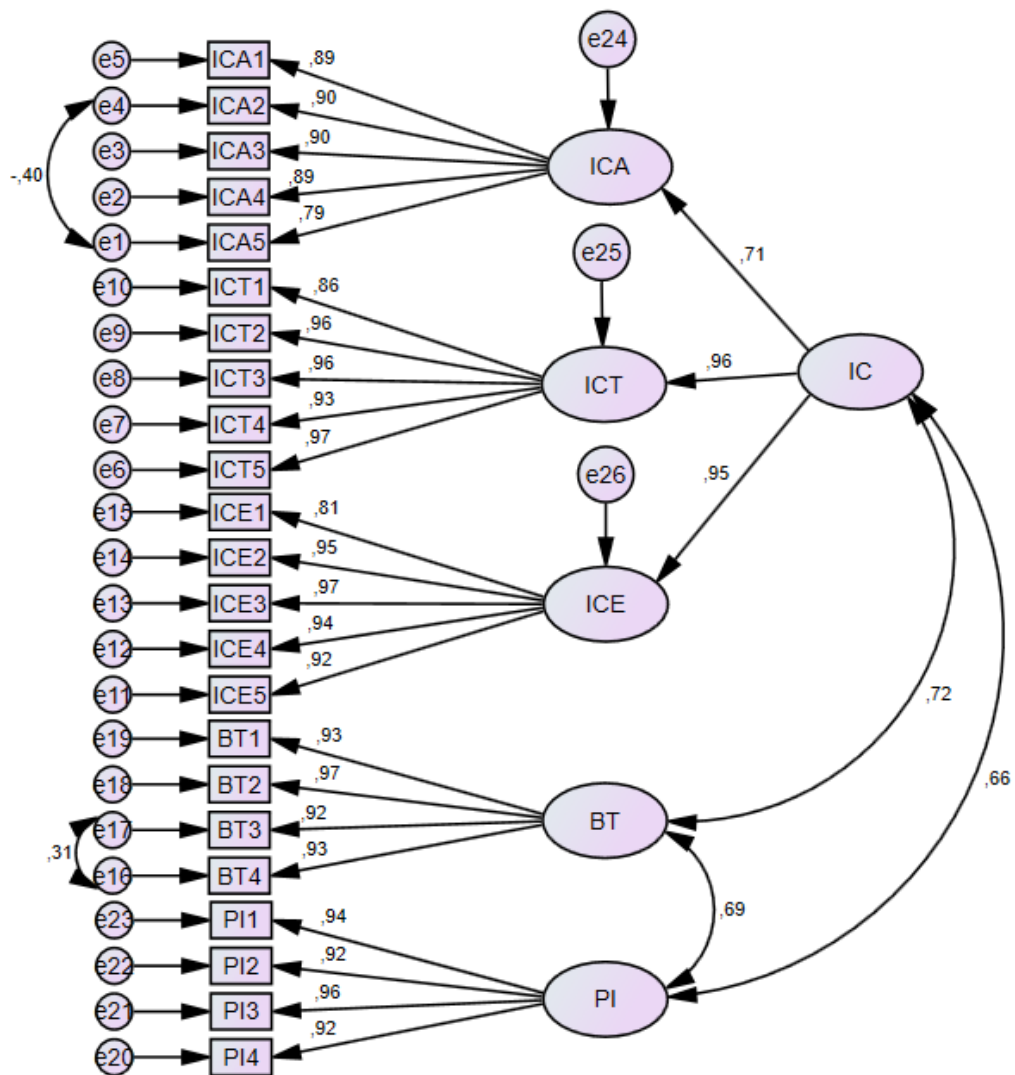 e24
e5 ICA1 ,89
e4 ICA2 ,90
e3 ICA3 ,90 ICA
-,40
e2 ICA4 ,89
e1 ICA5 ,79
e25
,71
e10 ICT1 ,86
e9 ICT2 ,96
e8 ICT3 ,96 ICT ,96 IC
e7 ICT4 ,93
e6 ICT5 ,97
e26
,95
e15 ICE1 ,81
e14 ICE2 ,95
e13 ICE3 ,97 ICE
e12 ICE4 ,94
e11 ICE5 ,92
,72
e19 BT1 ,93
e18 BT2 ,97
,66
e17 BT3 ,92 BT
,31
e16 BT4 ,93
e23 PI1 ,94
,69
e22 PI2 ,92
e21 PI3 ,96 PI
e20 PI4 ,92